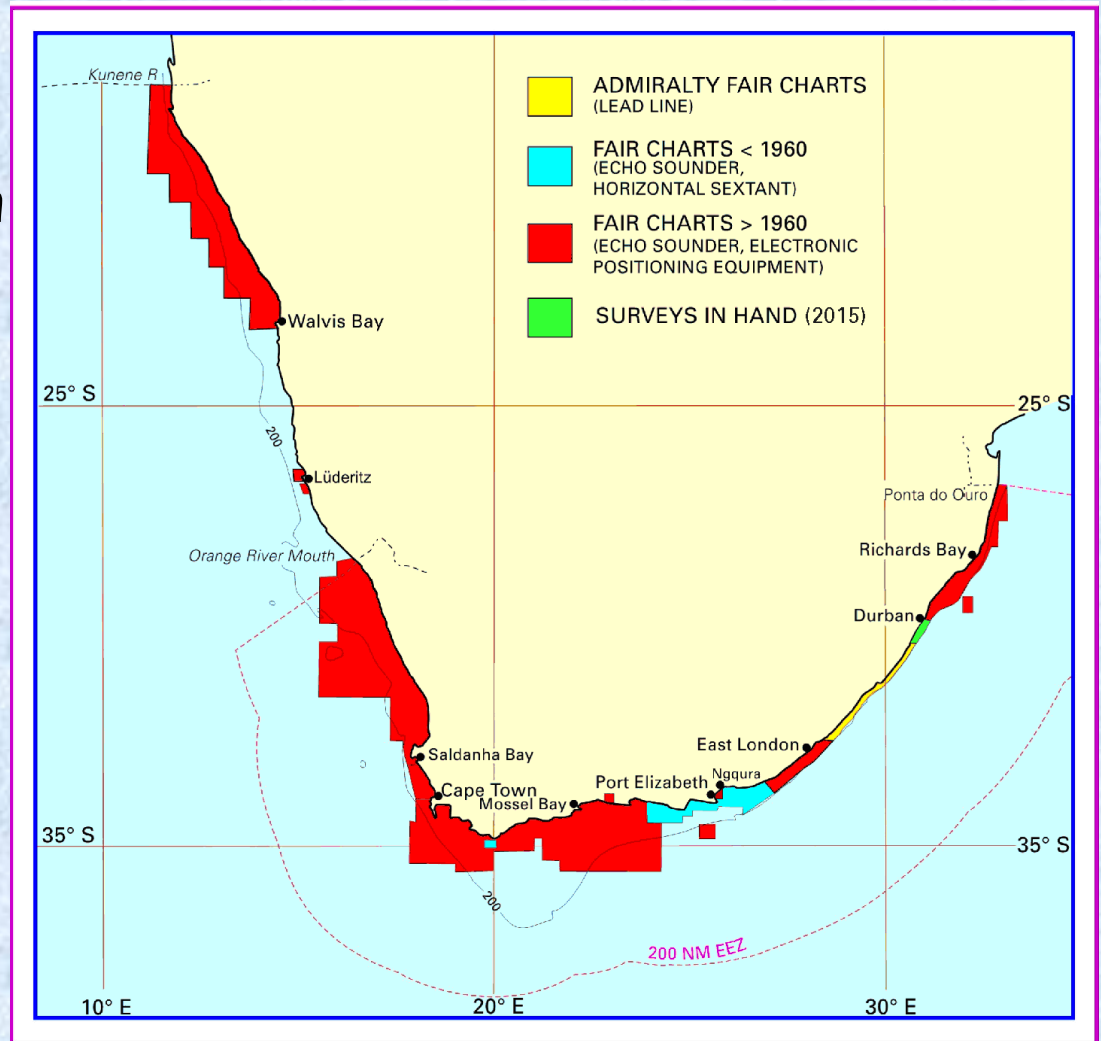 Kunene R
ADMIRALTY FAIR CHARTS
(LEAD LINE)
FAIR CHARTS < 1960
(ECHO SOUNDER,
HORIZONTAL SEXTANT)
FAIR CHARTS > 1960
(ECHO SOUNDER, ELECTRONIC
POSITIONING EQUIPMENT)
SURVEYS IN HAND (2015)
Walvis Bay
25° S
25° S
200
Lüderitz
Ponta do Ouro
Orange River Mouth
Richards Bay
Durban
East London
Saldanha Bay
Ngqura
Port Elizabeth
Cape Town
Mossel Bay
35° S
35° S
200
200 NM EEZ
10° E
20° E
30° E